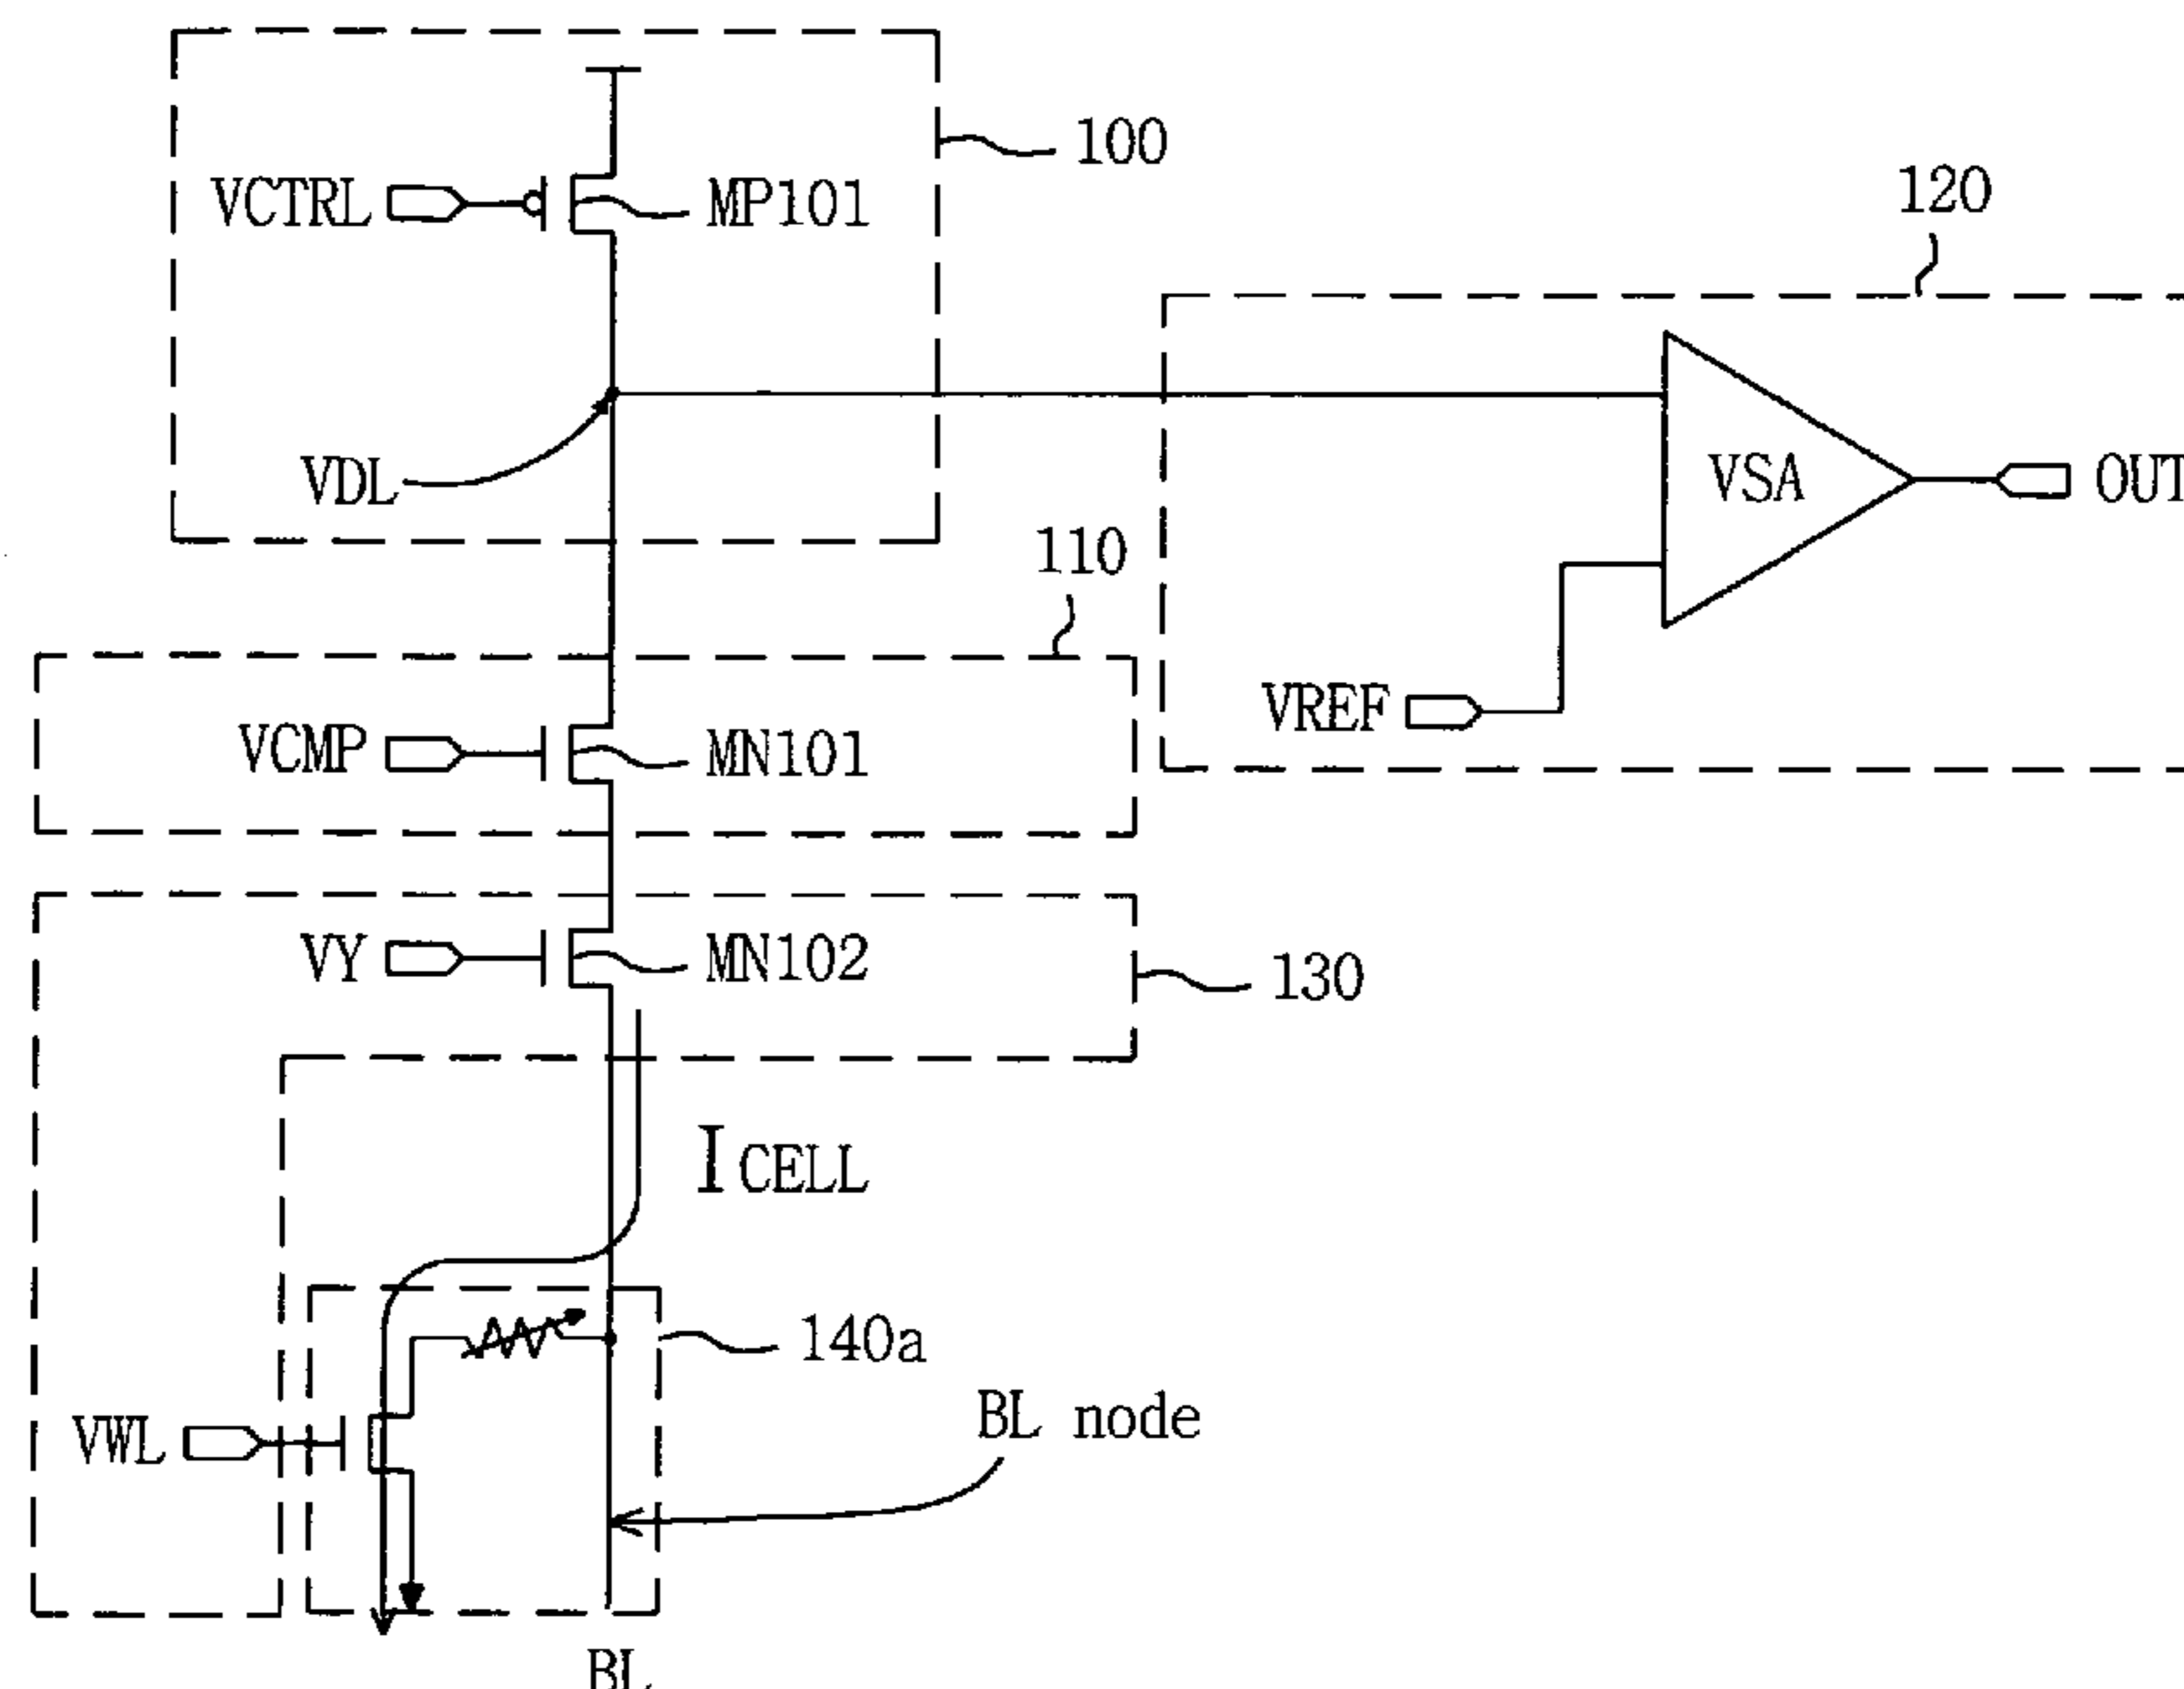 100
VCTRL
MP101
120
VDL
VSA
OUT
110
VREF
VCMP
MN101
VY
MN102
130
ICELL
140a
BL node
VWL
BL